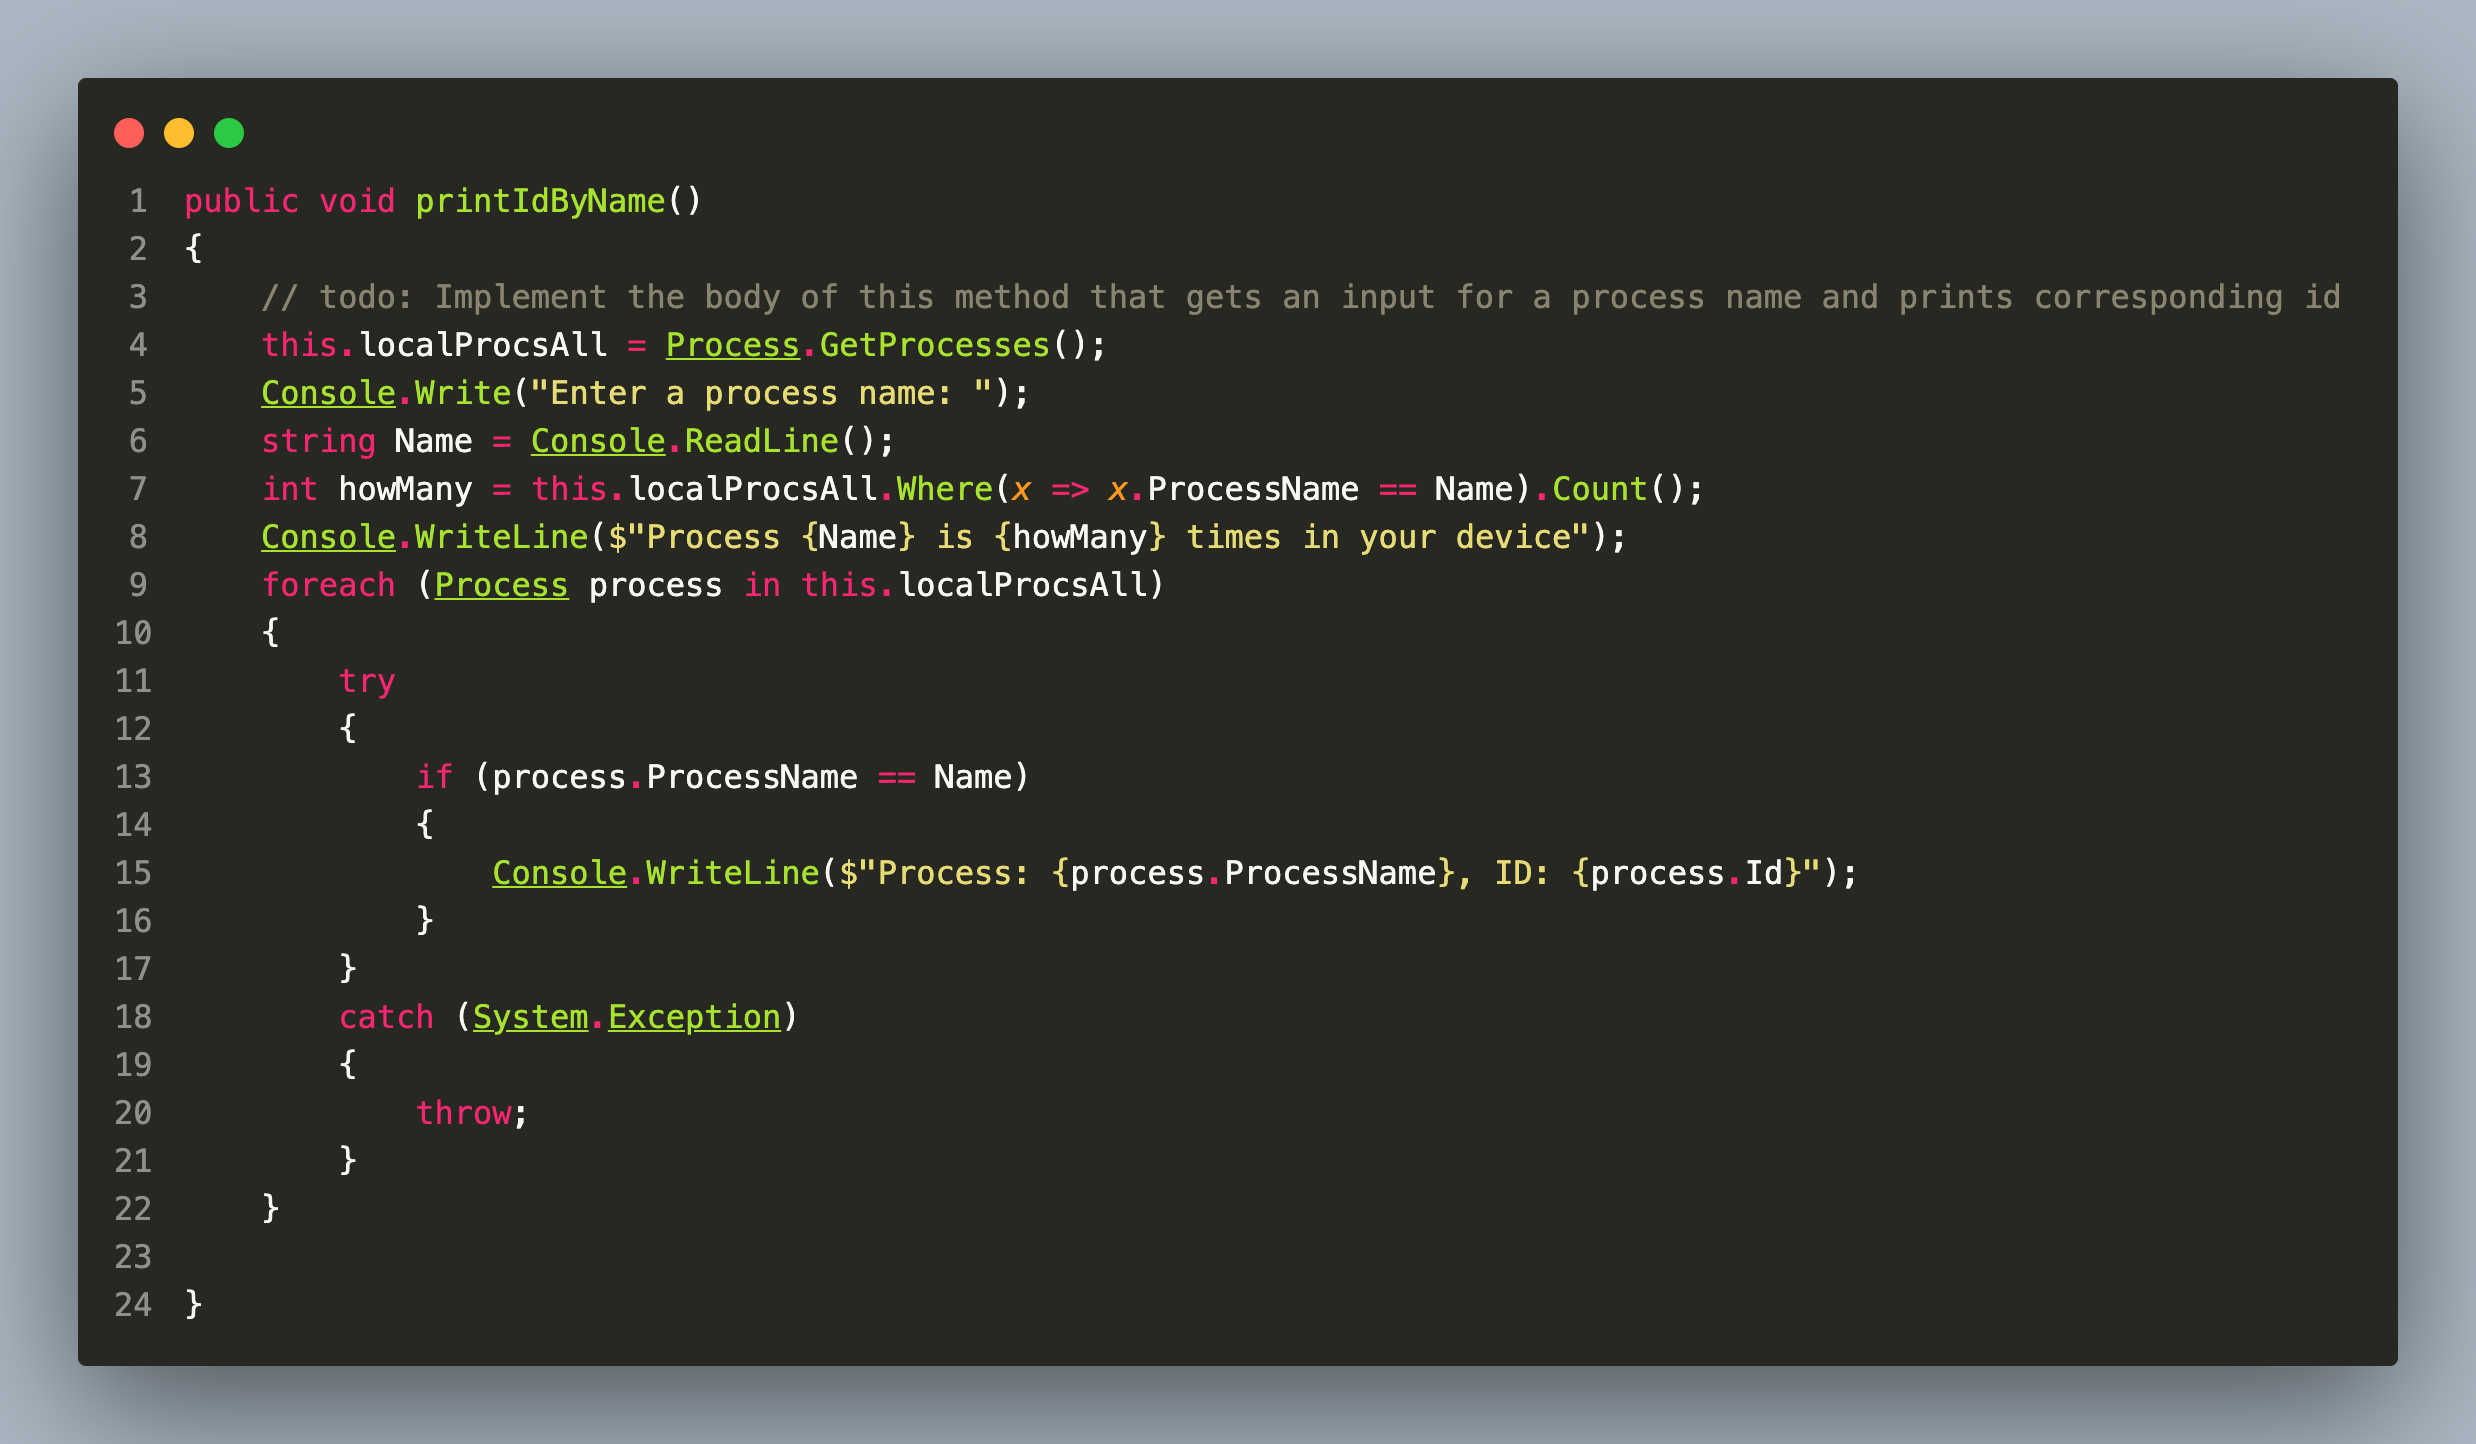 1 public void printIdByName()
2 {
3     // todo: Implement the body of this method that gets an input for a process name and prints corresponding id
4     this.localProcsAll = Process.GetProcesses();
5     Console.Write("Enter a process name: ");
6     string Name = Console.ReadLine();
7     int howMany = this.localProcsAll.Where(x => x.ProcessName == Name).Count();
8     Console.WriteLine($"Process {Name} is {howMany} times in your device");
9     foreach (Process process in this.localProcsAll)
10     {
11         try
12         {
13             if (process.ProcessName == Name)
14             {
15                 Console.WriteLine($"Process: {process.ProcessName}, ID: {process.Id}");
16             }
17         }
18         catch (System.Exception)
19         {
20             throw;
21         }
22     }
23
24 }